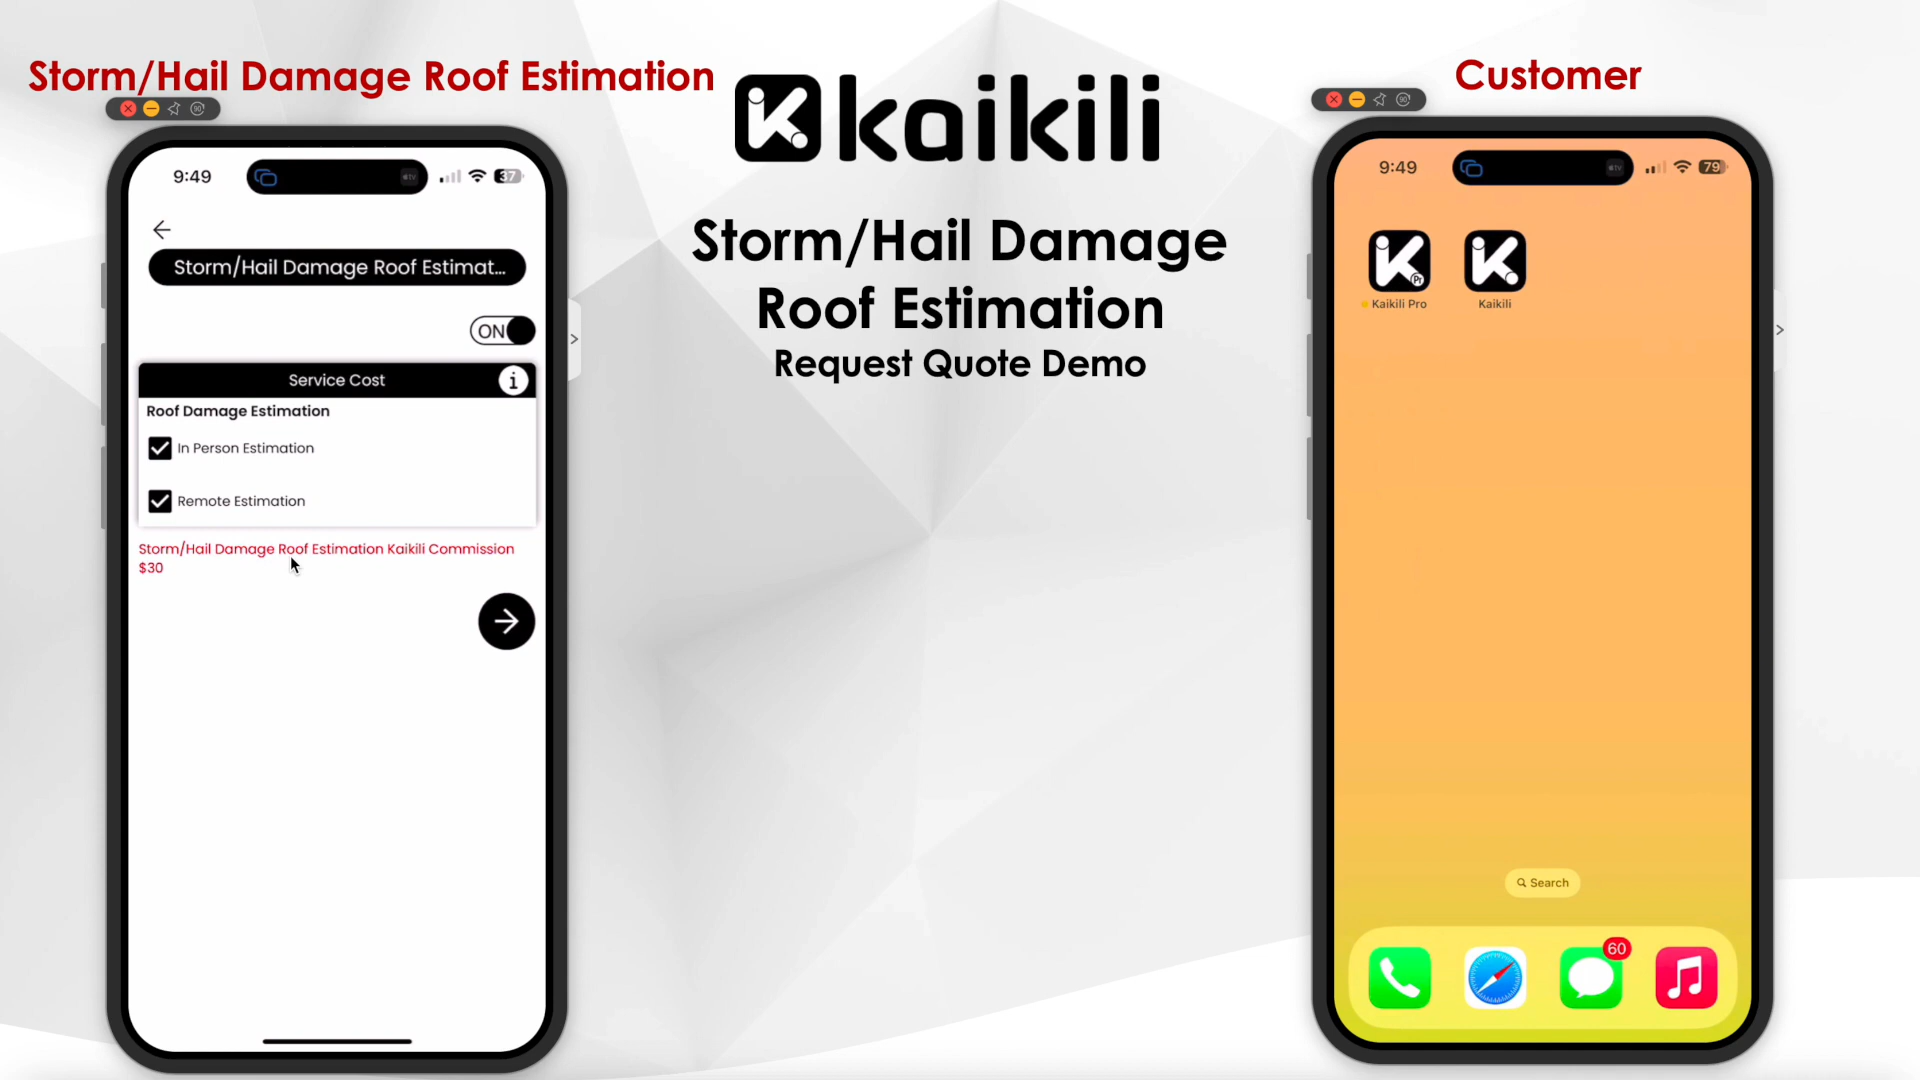 Storm/Hail Damage Roof Estimation
9:49
37
Storm/Hail Damage Roof Estimat...
ON
Service Cost
i
Roof Damage Estimation
In Person Estimation
Remote Estimation
Storm/Hail Damage Roof Estimation Kaikili Commission
$30
kaikili
Storm/Hail Damage
Roof Estimation
Request Quote Demo
Customer
9:49
79
Kaikili Pro
Kaikili
Search
60